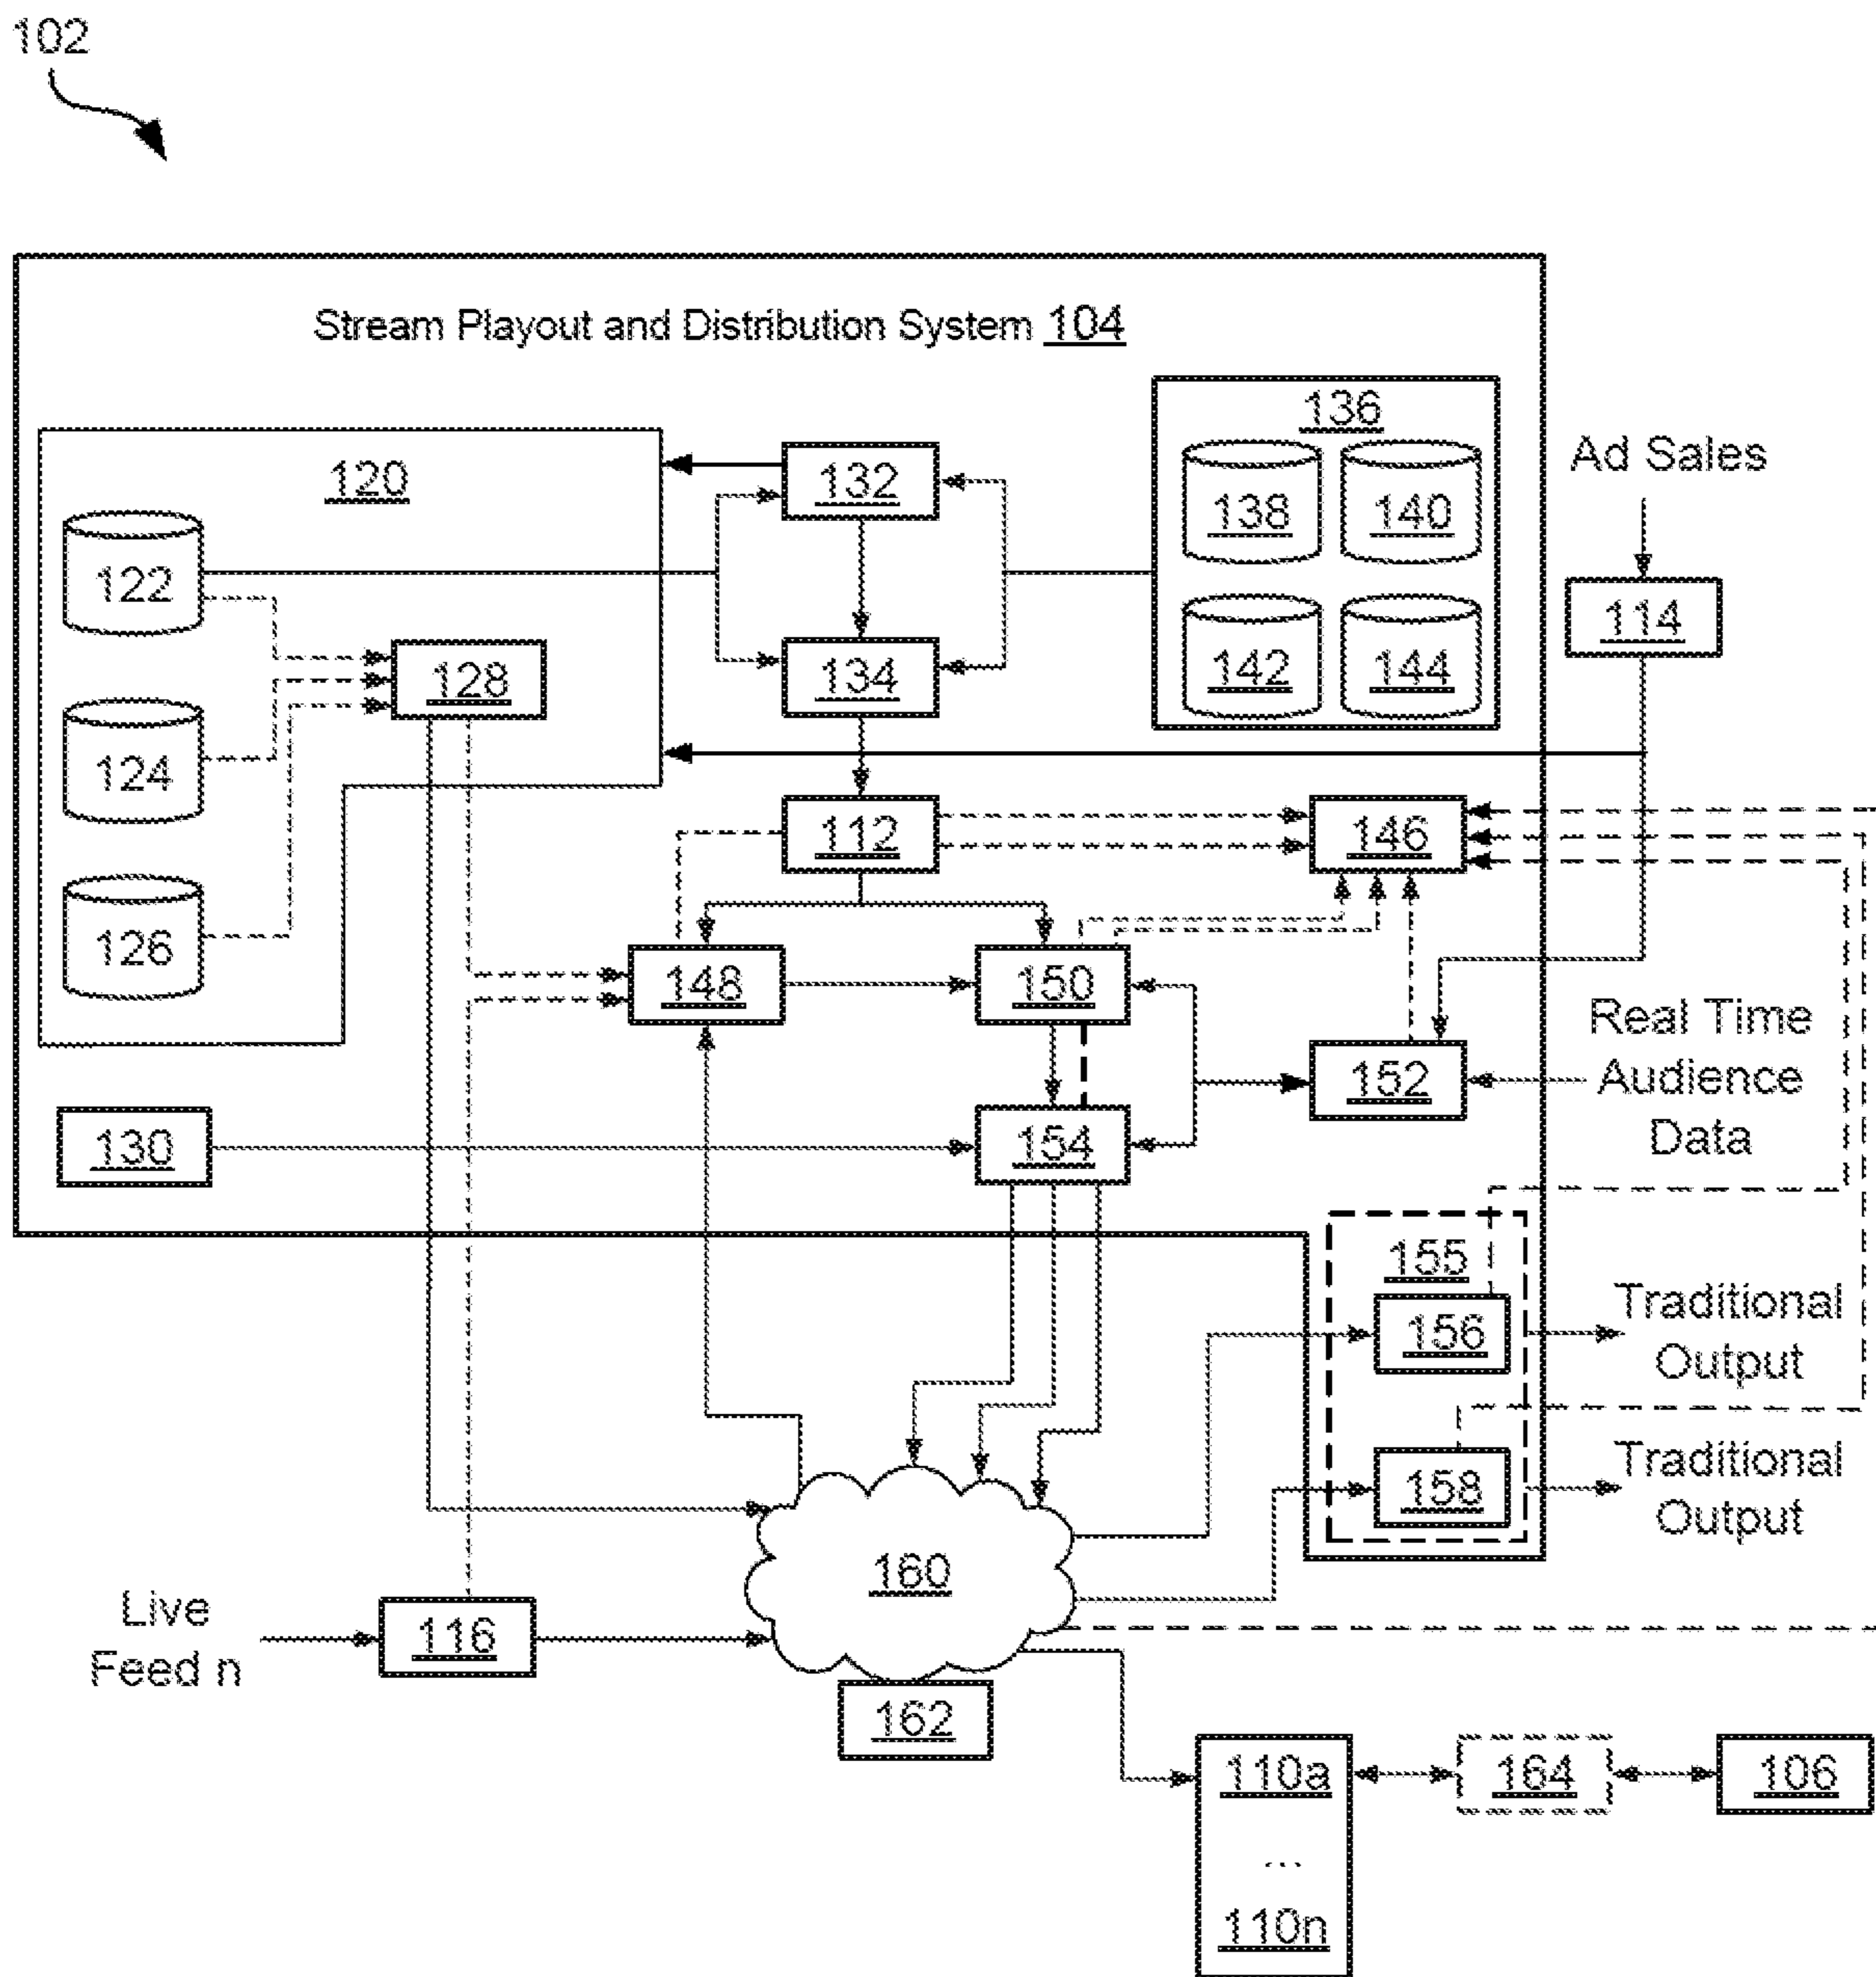 102
Stream Playout and Distribution System 104
136
132
138
140
Ad Sales
120
122
114
128
134
142
144
124
112
146
126
148
150
Real Time
Audience
Data
152
130
154
155
156
Traditional
Output
158
Traditional
Output
160
Live
Feed n
116
162
110a
164
106
...
110n